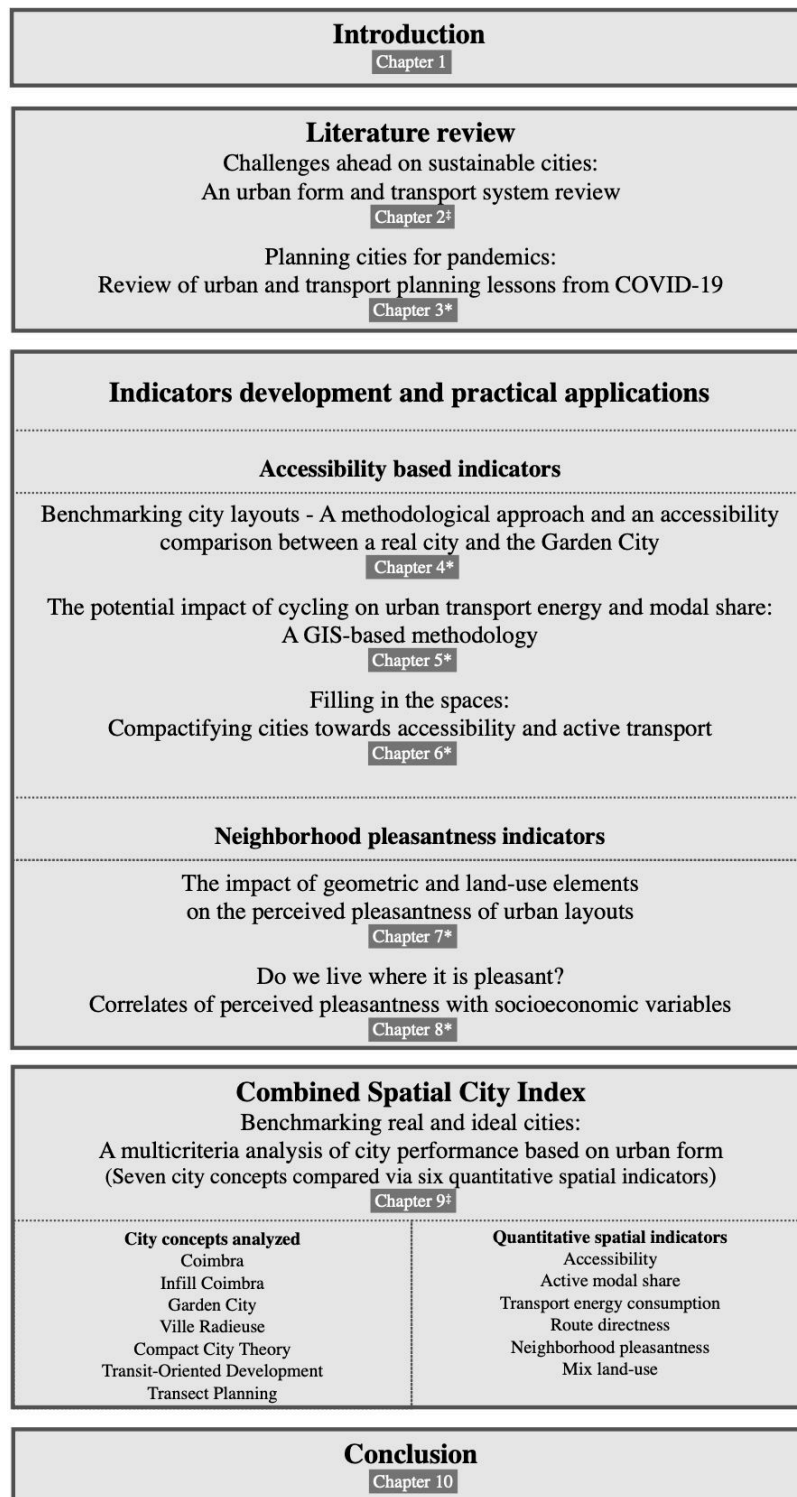 Introduction
Chapter 1
Literature review
Challenges ahead on sustainable cities:
An urban form and transport system review
Chapter 2‡
Planning cities for pandemics:
Review of urban and transport planning lessons from COVID-19
Chapter 3*
Indicators development and practical applications
Accessibility based indicators
Benchmarking city layouts - A methodological approach and an accessibility
comparison between a real city and the Garden City
Chapter 4*
The potential impact of cycling on urban transport energy and modal share:
A GIS-based methodology
Chapter 5*
Filling in the spaces:
Compactifying cities towards accessibility and active transport
Chapter 6*
Neighborhood pleasantness indicators
The impact of geometric and land-use elements
on the perceived pleasantness of urban layouts
Chapter 7*
Do we live where it is pleasant?
Correlates of perceived pleasantness with socioeconomic variables
Chapter 8*
Combined Spatial City Index
Benchmarking real and ideal cities:
A multicriteria analysis of city performance based on urban form
(Seven city concepts compared via six quantitative spatial indicators)
Chapter 9‡
City concepts analyzed
Coimbra
Infill Coimbra
Garden City
Ville Radieuse
Compact City Theory
Transit-Oriented Development
Transect Planning
Quantitative spatial indicators
Accessibility
Active modal share
Transport energy consumption
Route directness
Neighborhood pleasantness
Mix land-use
Conclusion
Chapter 10